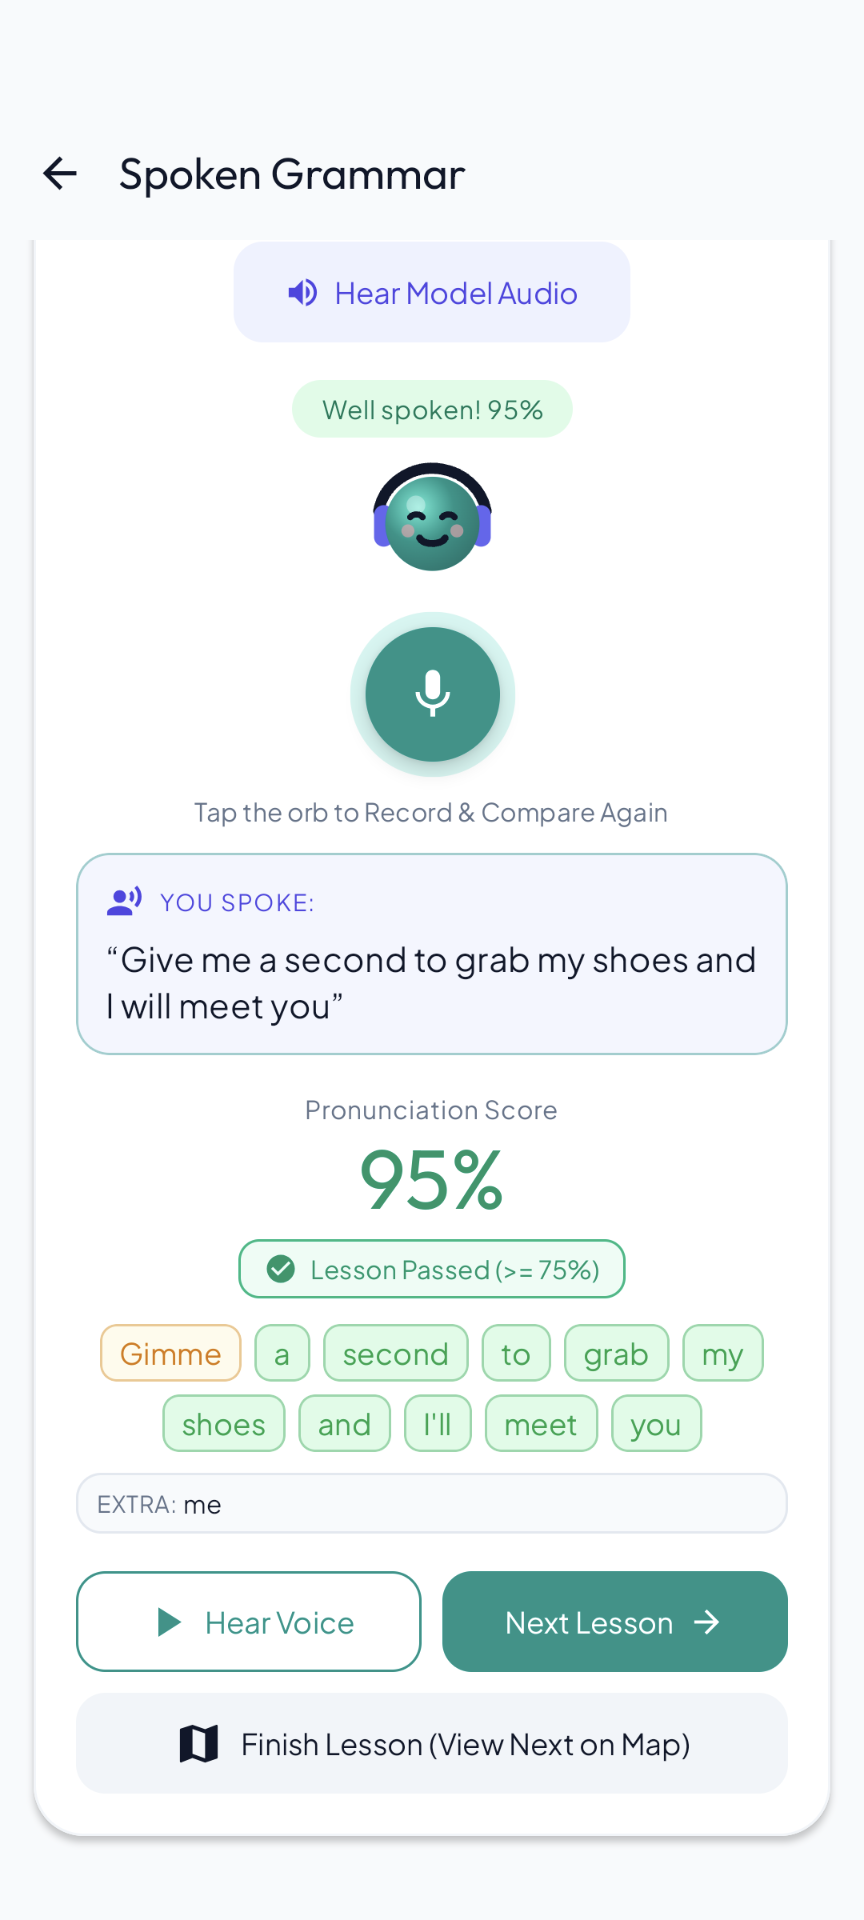 Spoken Grammar
Hear Model Audio
Well spoken! 95%
Tap the orb to Record & Compare Again
YOU SPOKE:
“Give me a second to grab my shoes and
I will meet you”
Pronunciation Score
95%
Lesson Passed (>= 75%)
Gimme a second to grab my
shoes and I'll meet you
EXTRA: me
Hear Voice Next Lesson
Finish Lesson (View Next on Map)